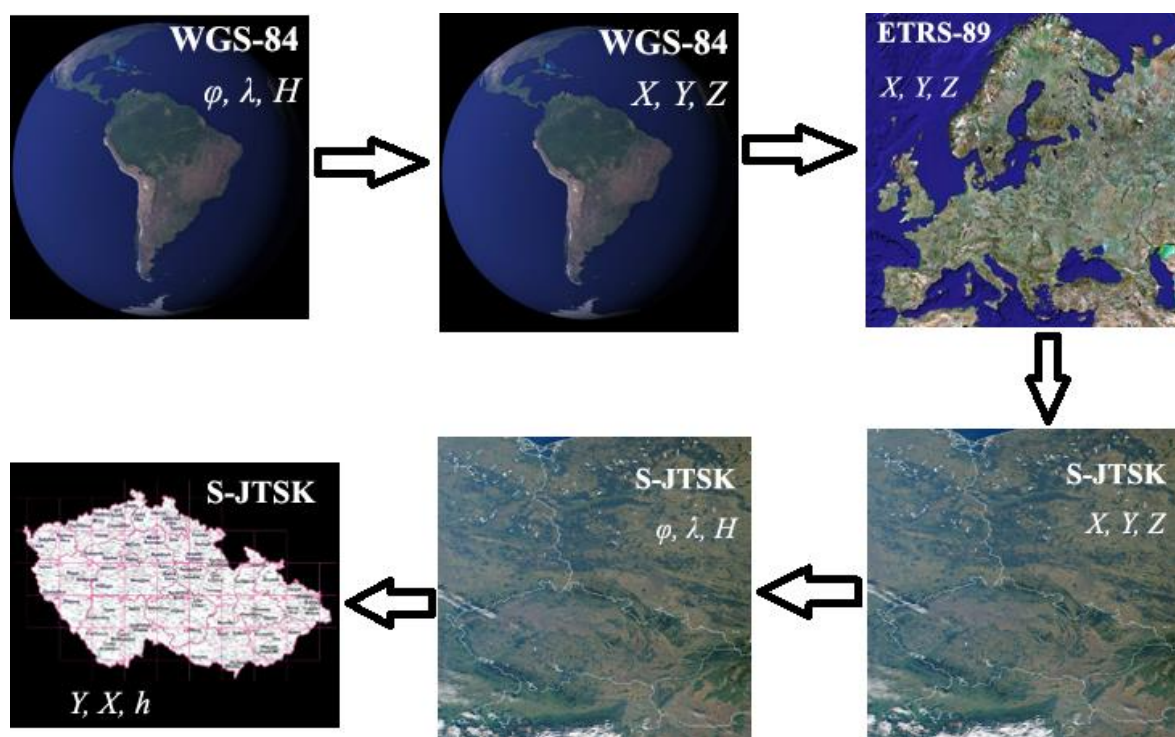 WGS-84
φ, λ, H
WGS-84
X, Y, Z
ETRS-89
X, Y, Z
S-JTSK
X, Y, Z
S-JTSK
φ, λ, H
S-JTSK
Y, X, h